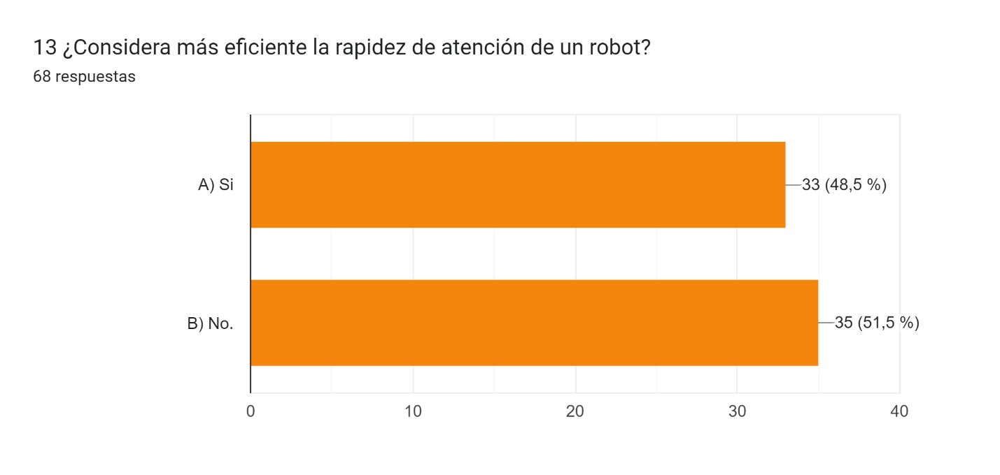 13 ¿Considera más eficiente la rapidez de atención de un robot?
68 respuestas
A) Si
33 (48,5 %)
B) No.
35 (51,5 %)
0 10 20 30 40